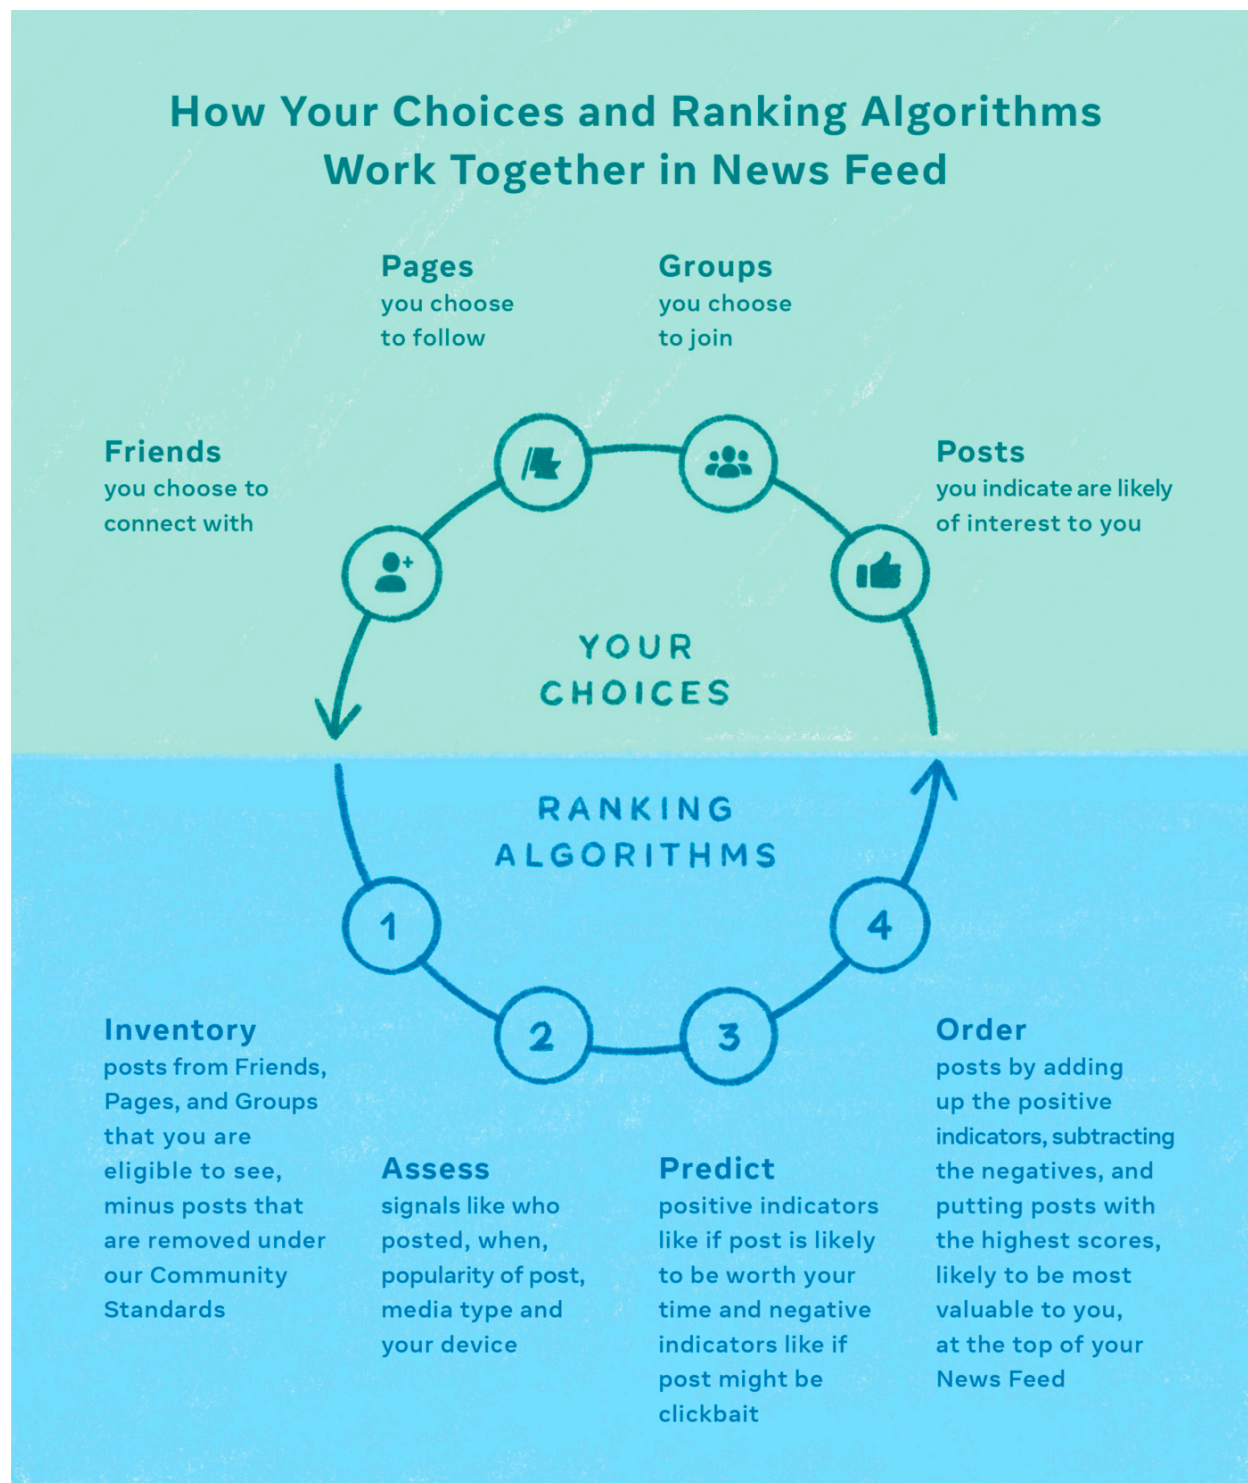 How Your Choices and Ranking Algorithms
Work Together in News Feed
Pages
you choose
to follow
Groups
you choose
to join
Friends
you choose to
connect with
Posts
you indicate are likely
of interest to you
YOUR
CHOICES
RANKING
ALGORITHMS
1
2
3
4
Inventory
posts from Friends,
Pages, and Groups
that you are
eligible to see,
minus posts that
are removed under
our Community
Standards
Assess
signals like who
posted, when,
popularity of post,
media type and
your device
Predict
positive indicators
like if post is likely
to be worth your
time and negative
indicators like if
post might be
clickbait
Order
posts by adding
up the positive
indicators, subtracting
the negatives, and
putting posts with
the highest scores,
likely to be most
valuable to you,
at the top of your
News Feed